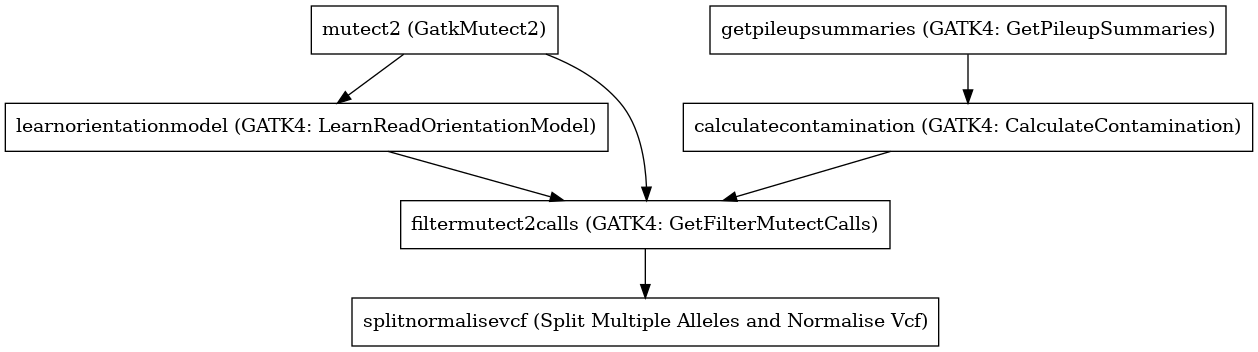 mutect2 (GatkMutect2)
getpileupsummaries (GATK4: GetPileupSummaries)
learnorientationmodel (GATK4: LearnReadOrientationModel)
calculatecontamination (GATK4: CalculateContamination)
filtermutect2calls (GATK4: GetFilterMutectCalls)
splitnormalisevcf (Split Multiple Alleles and Normalise Vcf)